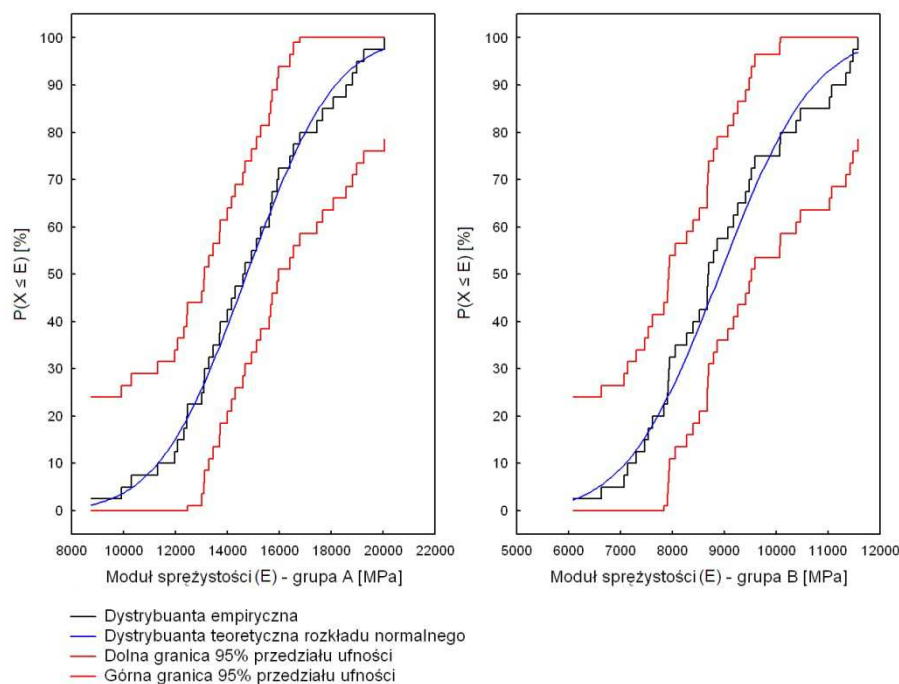 P(X ≤ E) [%]
100
90
80
70
60
50
40
30
20
10
0
8000 10000 12000 14000 16000 18000 20000 22000
Moduł sprężystości (E) - grupa A [MPa]
P(X ≤ E) [%]
100
90
80
70
60
50
40
30
20
10
0
5000 6000 7000 8000 9000 10000 11000 12000
Moduł sprężystości (E) - grupa B [MPa]
Dystrybuanta empiryczna
Dystrybuanta teoretyczna rozkładu normalnego
Dolna granica 95% przedziału ufności
Górna granica 95% przedziału ufności